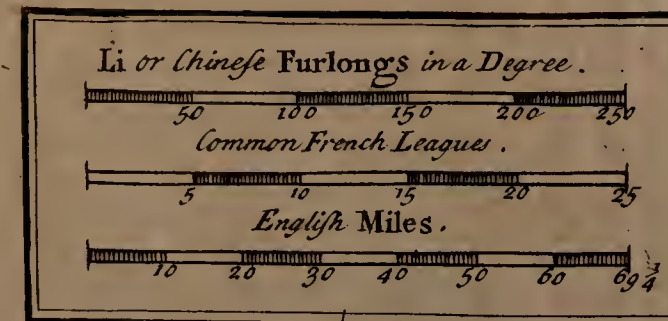 Li or Chineſe Furlongs in a Degree.
50 100 150 200 250
Common French Leagues.
5 10 15 20 25
Engliſh Miles.
10 20 30 40 50 60 69¼